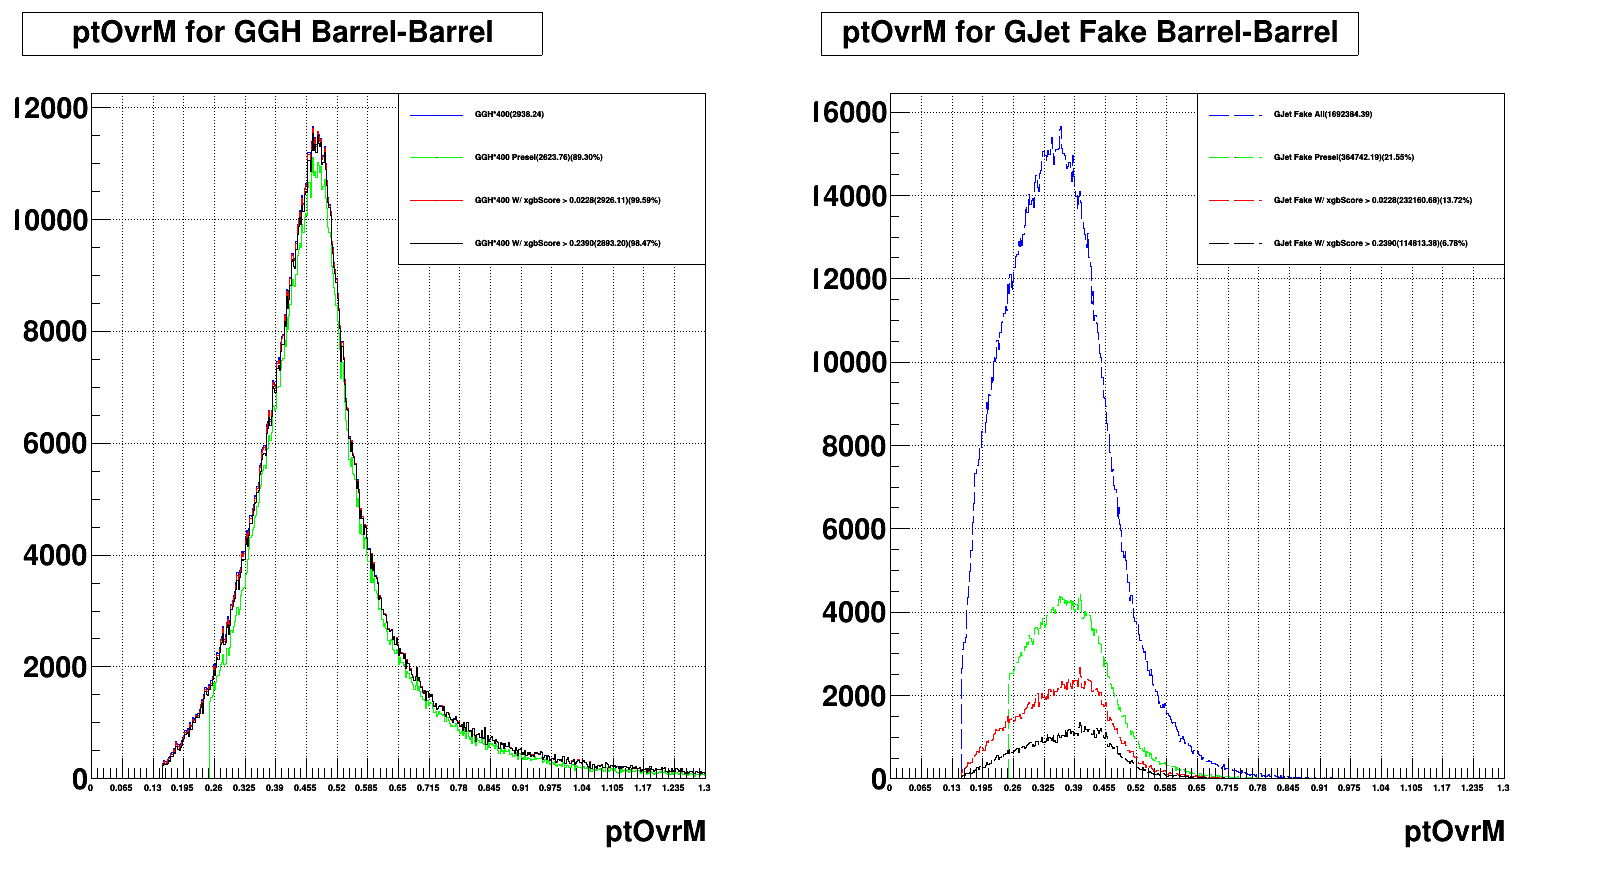 ptOvrM for GGH Barrel-Barrel
12000
10000
8000
6000
4000
2000
0
GGH*400(2938.24)
GGH*400 Presel(2623.76)(89.30%)
GGH*400 W/ xgbScore > 0.0228(2926.11)(99.59%)
GGH*400 W/ xgbScore > 0.2390(2893.20)(98.47%)
0 0.065 0.13 0.195 0.26 0.325 0.39 0.455 0.52 0.585 0.65 0.715 0.78 0.845 0.91 0.975 1.04 1.105 1.17 1.235 1.3
ptOvrM
ptOvrM for GJet Fake Barrel-Barrel
16000
14000
12000
10000
8000
6000
4000
2000
0
GJet Fake All(1692384.39)
GJet Fake Presel(364742.19)(21.55%)
GJet Fake W/ xgbScore > 0.0228(232160.68)(13.72%)
GJet Fake W/ xgbScore > 0.2390(114813.38)(6.78%)
0 0.065 0.13 0.195 0.26 0.325 0.39 0.455 0.52 0.585 0.65 0.715 0.78 0.845 0.91 0.975 1.04 1.105 1.17 1.235 1.3
ptOvrM